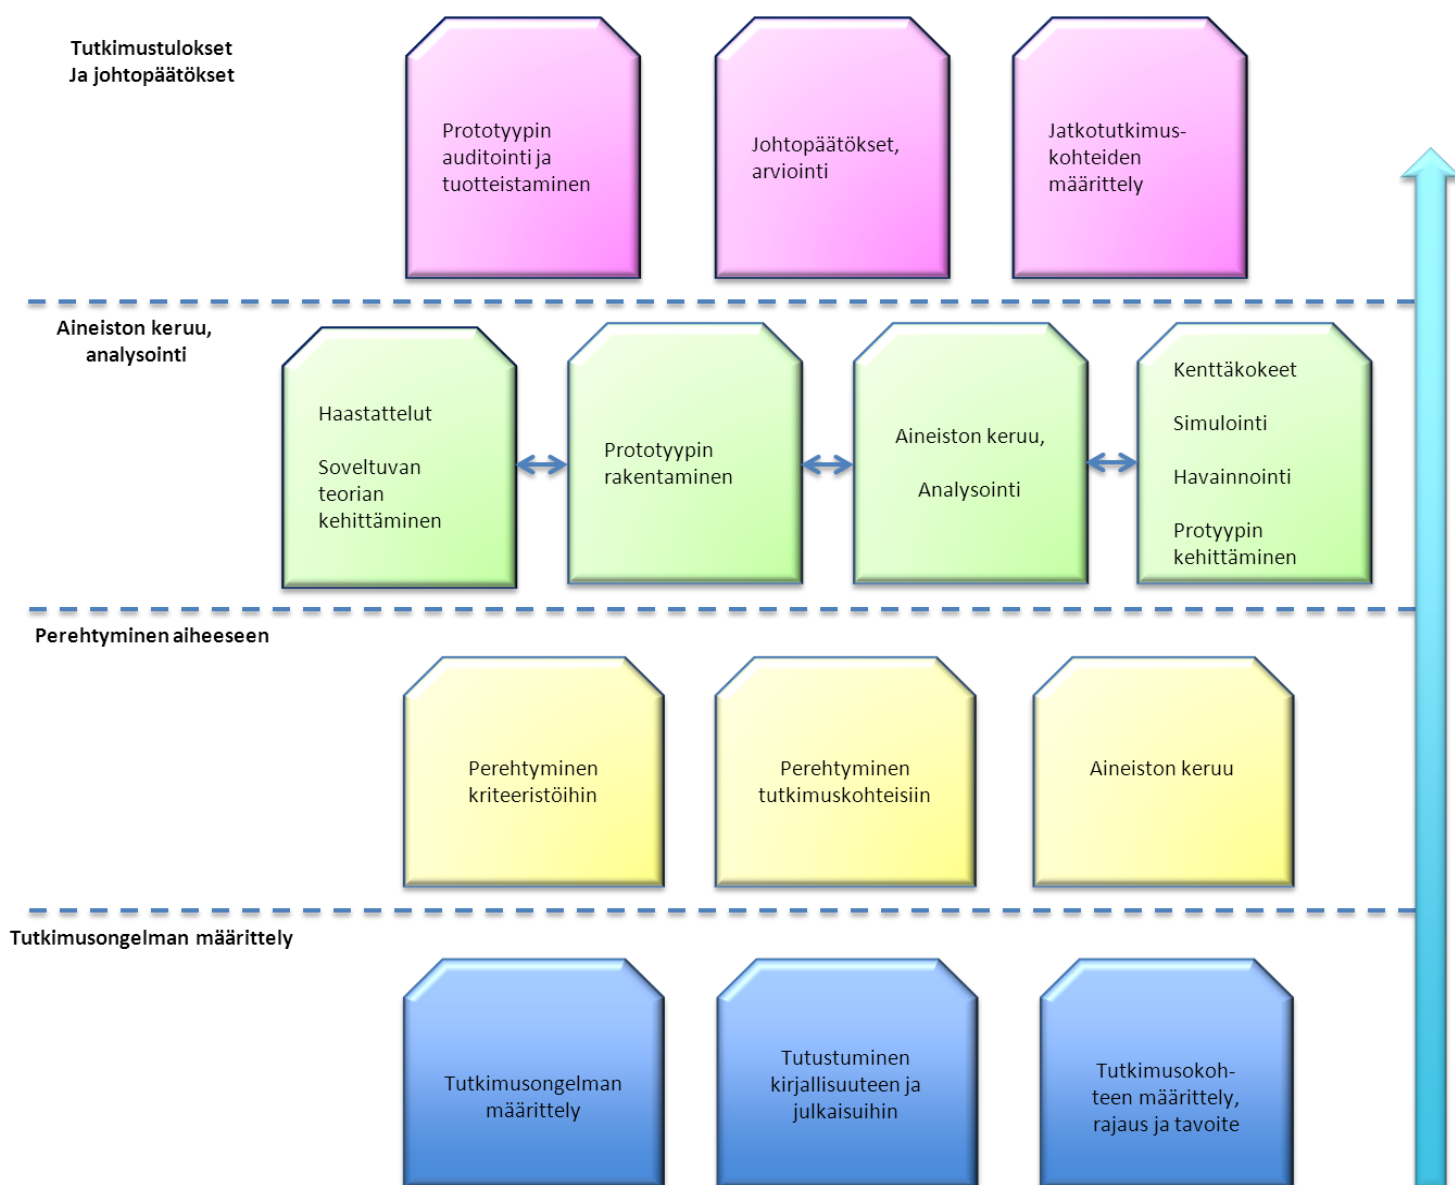 Tutkimustulokset
Ja johtopäätökset
Prototyypin
auditointi ja
tuotteistaminen
Johtopäätökset,
arviointi
Jatkotutkimus-
kohteiden
määrittely
Aineiston keruu,
analysointi
Haastattelut
Soveltuvan
teorian
kehittäminen
Prototyypin
rakentaminen
Aineiston keruu,
Analysointi
Kenttäkokeet
Simulointi
Havainnointi
Protyypin
kehittäminen
Perehtyminen aiheeseen
Perehtyminen
kriteeristöihin
Perehtyminen
tutkimuskohteisiin
Aineiston keruu
Tutkimusongelman määrittely
Tutkimusongelman
määrittely
Tutustuminen
kirjallisuuteen ja
julkaisuihin
Tutkimusokoh-
teen määrittely,
rajaus ja tavoite